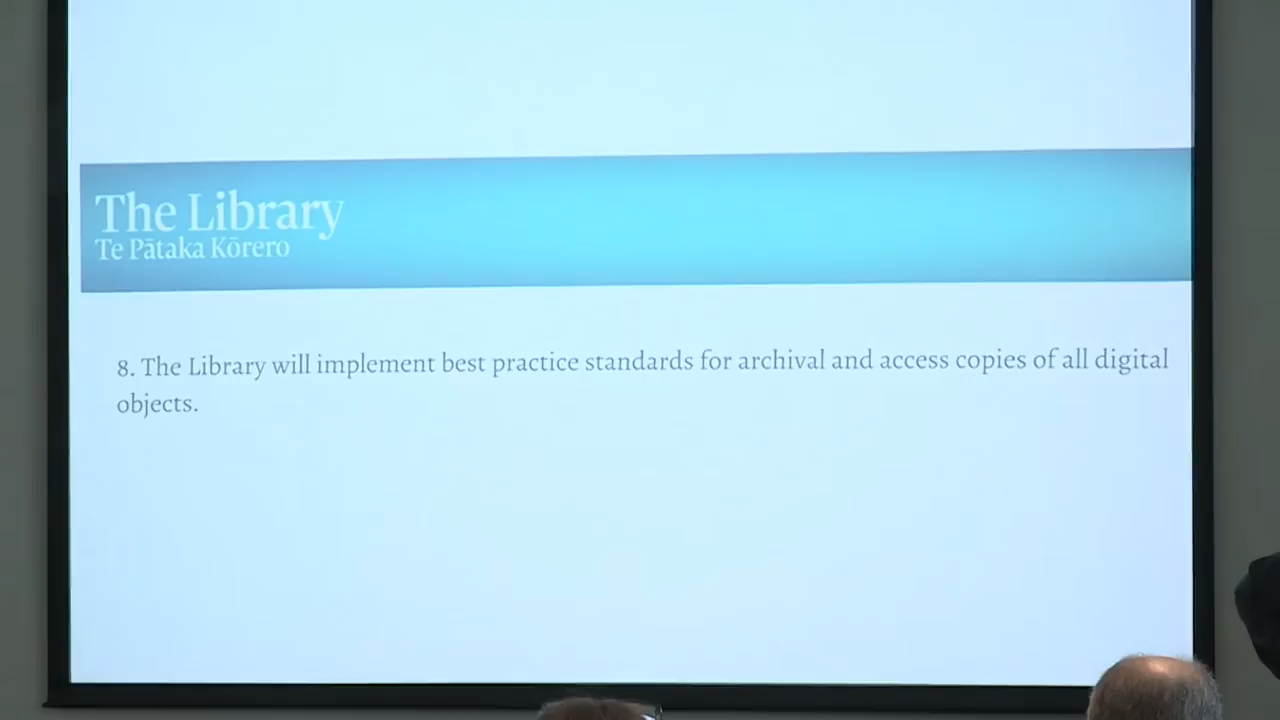 The Library
Te Pātaka Kōrero
8. The Library will implement best practice standards for archival and access copies of all digital
objects.